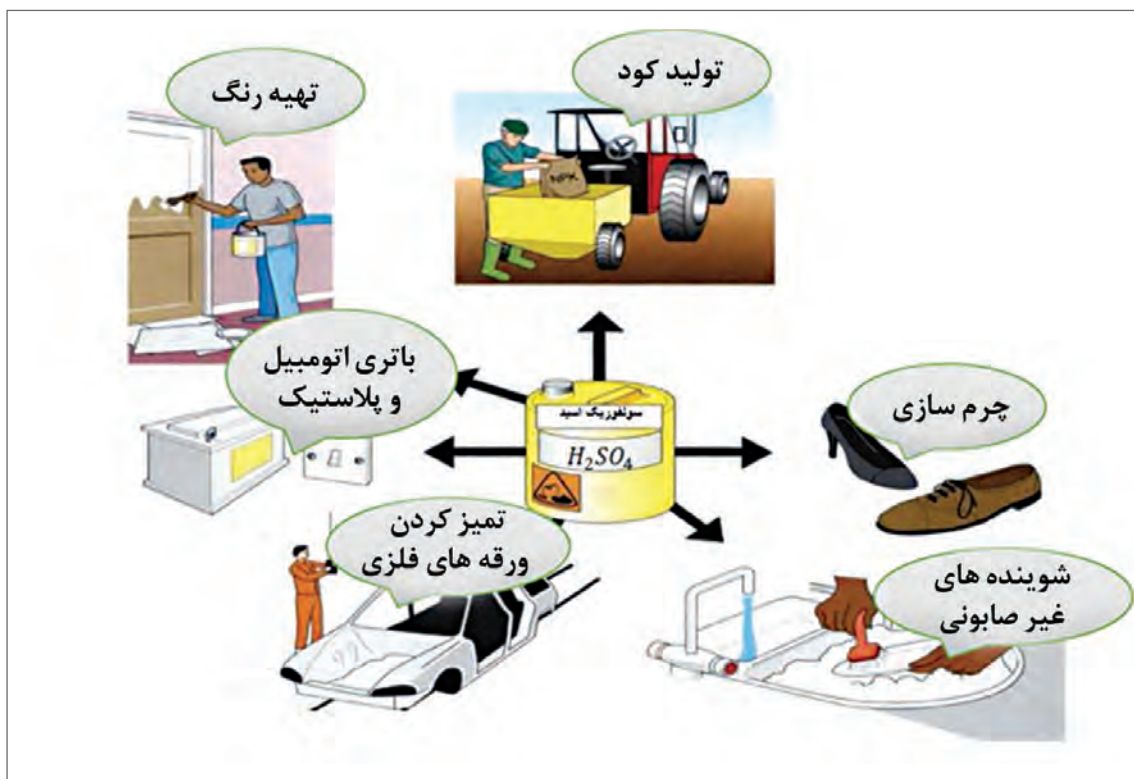 تولید کود
تهیه رنگ
NPK
باتری اتومبیل
و پلاستیک
سولفوریک اسید
H₂SO₄
چرم سازی
تمیز کردن
ورقه های فلزی
شوینده های
غیر صابونی